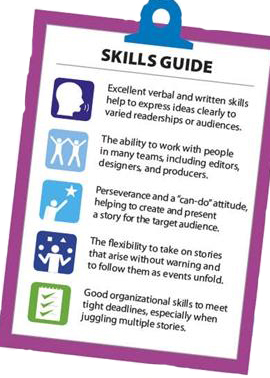 SKILLS GUIDE
Excellent verbal and written skills
help to express ideas clearly to
varied readerships or audiences.
The ability to work with people
in many teams, including editors,
designers, and producers.
Perseverance and a "can-do" attitude,
helping to create and present
a story for the target audience.
The flexibility to take on stories
that arise without warning and
to follow them as events unfold.
Good organizational skills to meet
tight deadlines, especially when
juggling multiple stories.